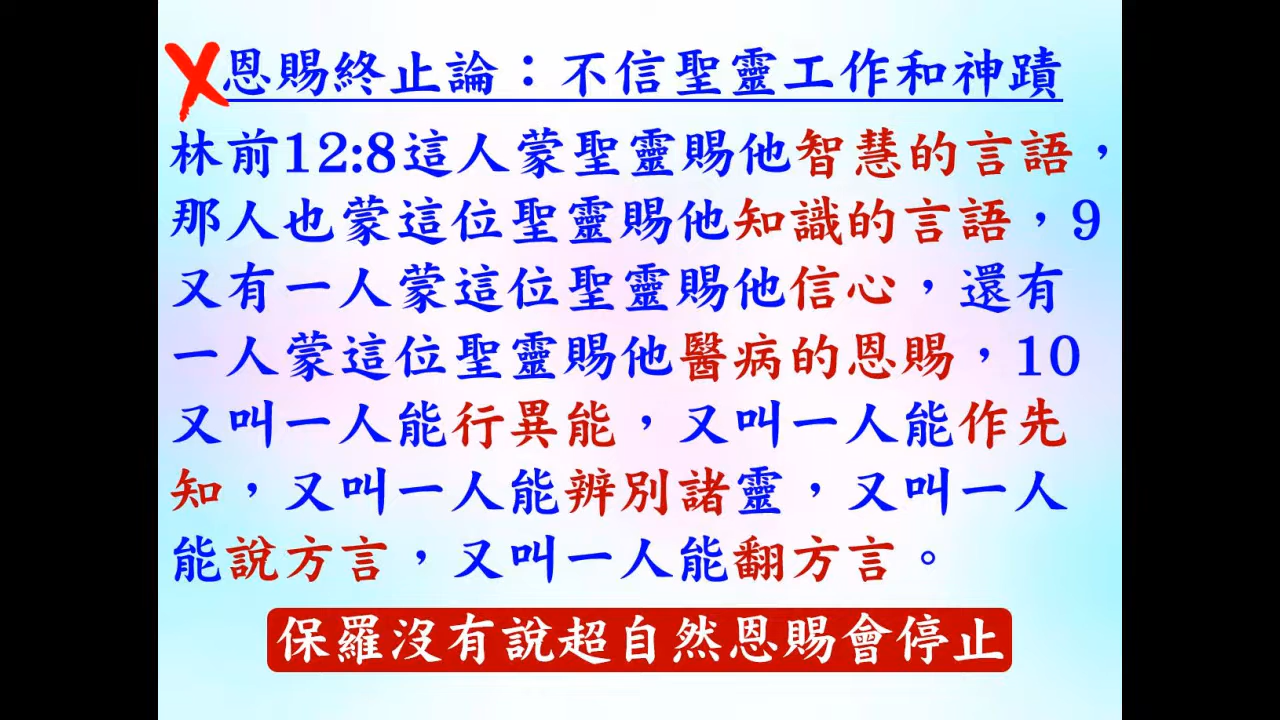 X恩賜終止論：不信聖靈工作和神蹟
林前12:8這人蒙聖靈賜他智慧的言語，
那人也蒙這位聖靈賜他知識的言語，9
又有一人蒙這位聖靈賜他信心，還有
一人蒙這位聖靈賜他醫病的恩賜，10
又叫一人能行異能，又叫一人能作先
知，又叫一人能辨別諸靈，又叫一人
能說方言，又叫一人能翻方言。
保羅沒有說超自然恩賜會停止